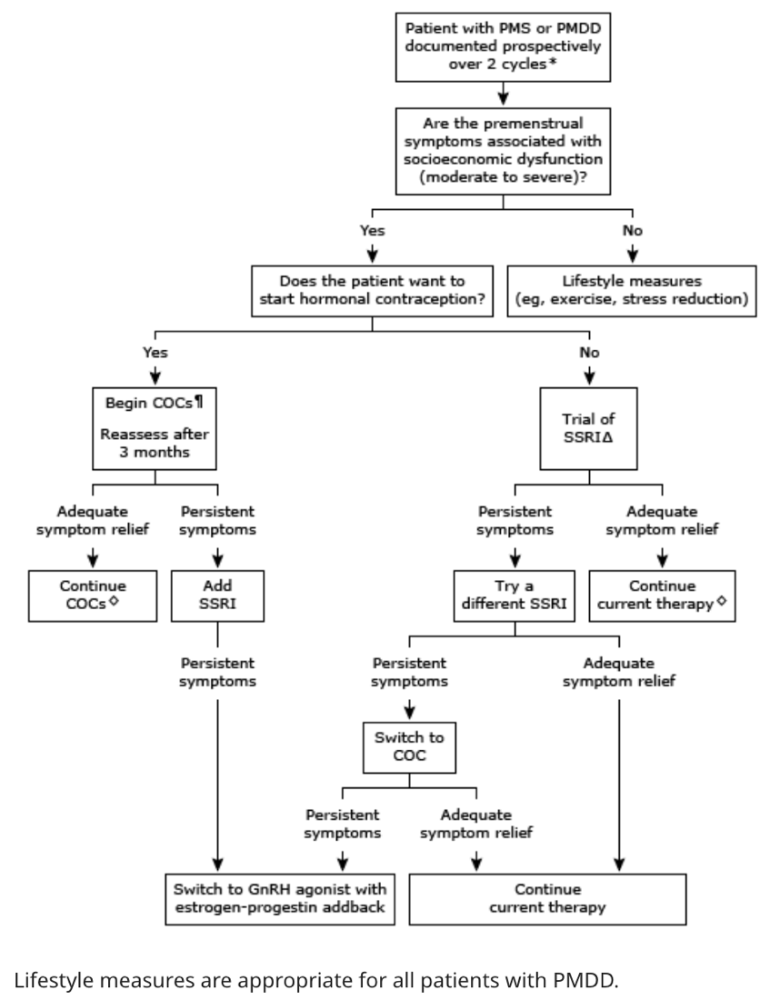 Patient with PMS or PMDD
documented prospectively
over 2 cycles*
Are the premenstrual
symptoms associated with
socioeconomic dysfunction
(moderate to severe)?
Yes
No
Does the patient want to
start hormonal contraception?
Lifestyle measures
(eg, exercise, stress reduction)
Yes
No
Begin COCs¶
Reassess after
3 months
Trial of
SSRIΔ
Adequate
symptom relief
Persistent
symptoms
Persistent
symptoms
Adequate
symptom relief
Continue
COCs◊
Add
SSRI
Try a
different SSRI
Continue
current therapy◊
Persistent
symptoms
Persistent
symptoms
Adequate
symptom relief
Switch to
COC
Persistent
symptoms
Adequate
symptom relief
Switch to GnRH agonist with
estrogen-progestin addback
Continue
current therapy
Lifestyle measures are appropriate for all patients with PMDD.